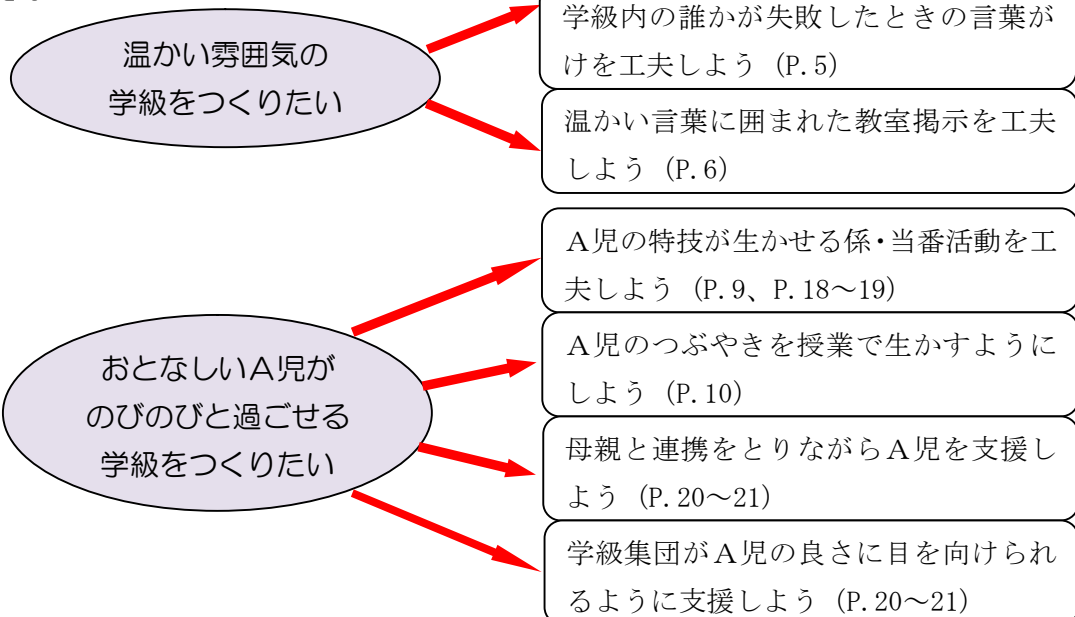 温かい雰囲気の
学級をつくりたい
学級内の誰かが失敗したときの言葉が
けを工夫しよう (P.5)
温かい言葉に囲まれた教室掲示を工夫
しよう (P.6)
おとなしいA児が
のびのびと過ごせる
学級をつくりたい
A児の特技が生かせる係・当番活動を工
夫しよう (P.9、P.18～19)
A児のつぶやきを授業で生かすように
しよう (P.10)
母親と連携をとりながらA児を支援し
よう (P.20～21)
学級集団がA児の良さに目を向けられ
るように支援しよう (P.20～21)